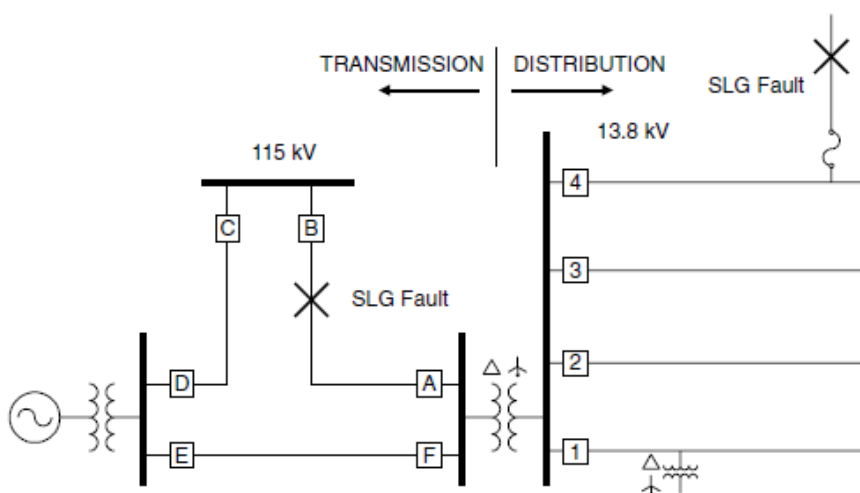 TRANSMISSION DISTRIBUTION
SLG Fault
13.8 kV
115 kV
4
C B
3
SLG Fault
D A
2
E F
1